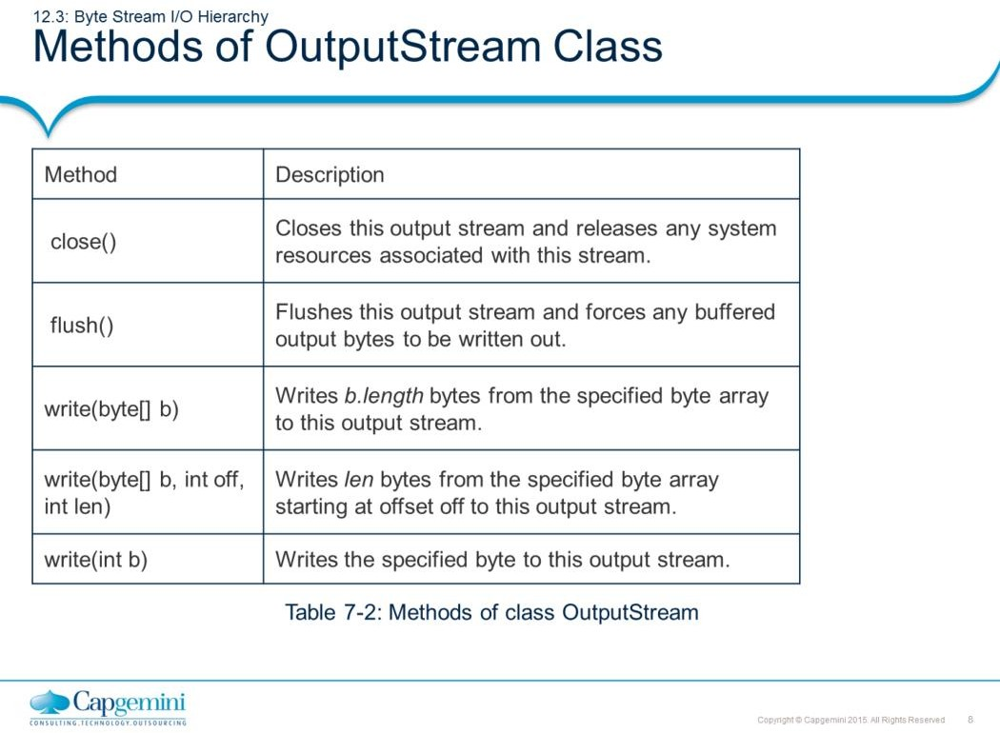 12.3: Byte Stream I/O Hierarchy
Methods of OutputStream Class
Method
Description
close()
Closes this output stream and releases any system
resources associated with this stream.
flush()
Flushes this output stream and forces any buffered
output bytes to be written out.
write(byte[] b)
Writes b.length bytes from the specified byte array
to this output stream.
write(byte[] b, int off,
int len)
Writes len bytes from the specified byte array
starting at offset off to this output stream.
write(int b)
Writes the specified byte to this output stream.
Table 7-2: Methods of class OutputStream
Capgemini
CONSULTING.TECHNOLOGY.OUTSOURCING
Copyright © Capgemini 2015. All Rights Reserved
8